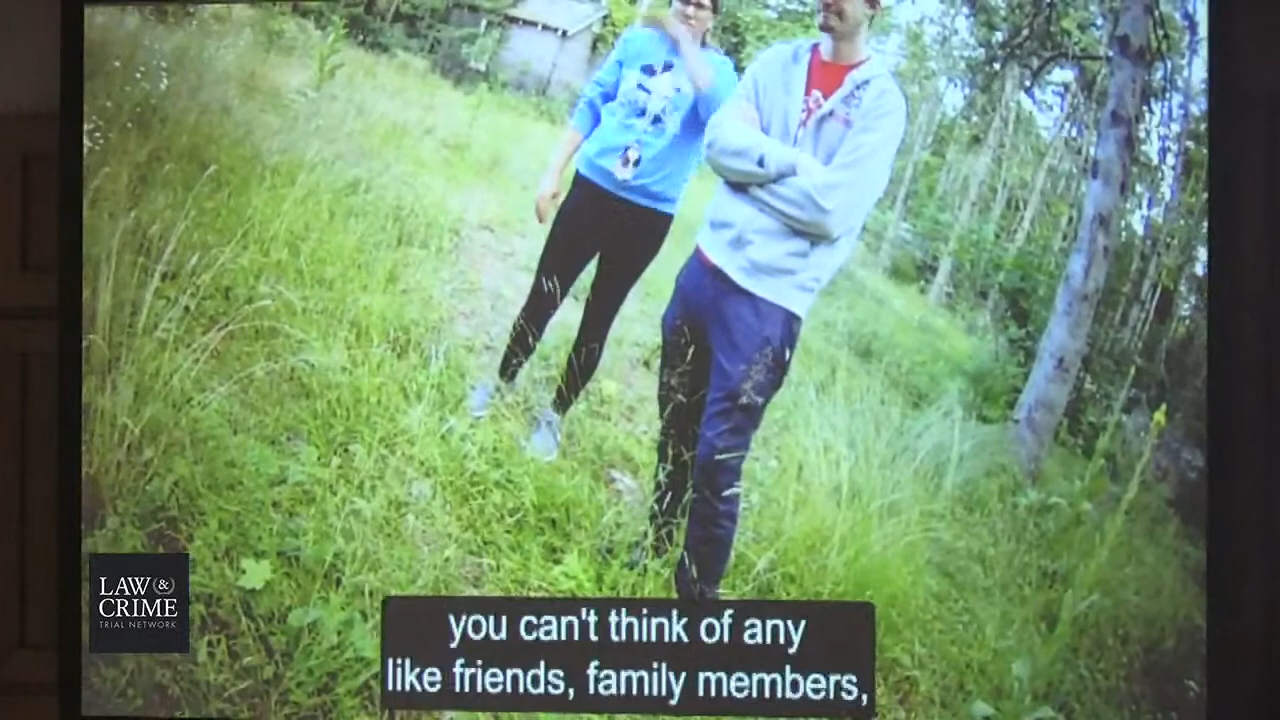 LAW &
CRIME
TRIAL NETWORK
you can't think of any
like friends, family members,